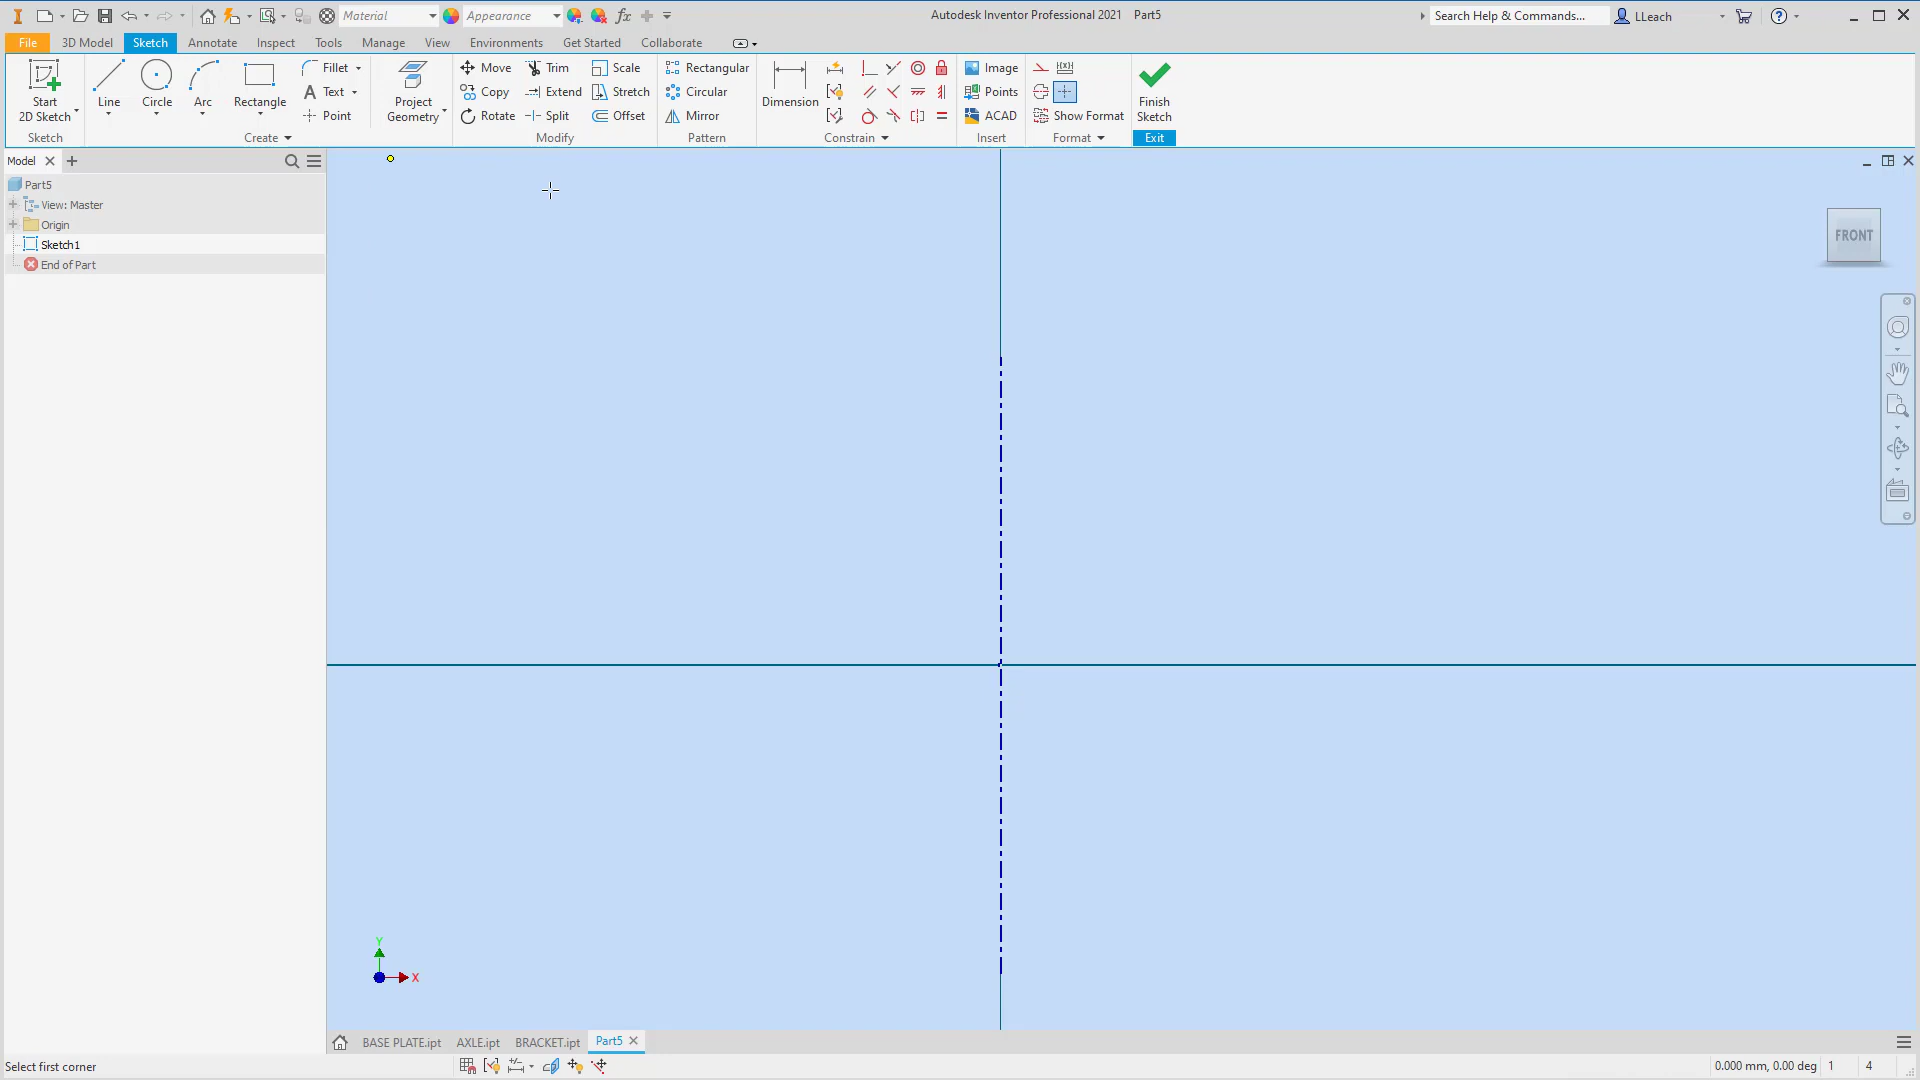 Material
Appearance
fx
Autodesk Inventor Professional 2021 Part5
Search Help & Commands...
LLeach
File
3D Model
Sketch
Annotate
Inspect
Tools
Manage
View
Environments
Get Started
Collaborate
Start
2D Sketch
Line
Circle
Arc
Rectangle
Fillet
Text
Point
Project
Geometry
Move
Copy
Rotate
Trim
Extend
Split
Scale
Stretch
Offset
Rectangular
Circular
Mirror
Dimension
Image
Points
ACAD
Show Format
Finish
Sketch
Sketch
Create
Modify
Pattern
Constrain
Insert
Format
Exit
Model
Part5
View: Master
Origin
Sketch1
End of Part
FRONT
Y
X
BASE PLATE.ipt
AXLE.ipt
BRACKET.ipt
Part5
Select first corner
0.000 mm, 0.00 deg
1
4